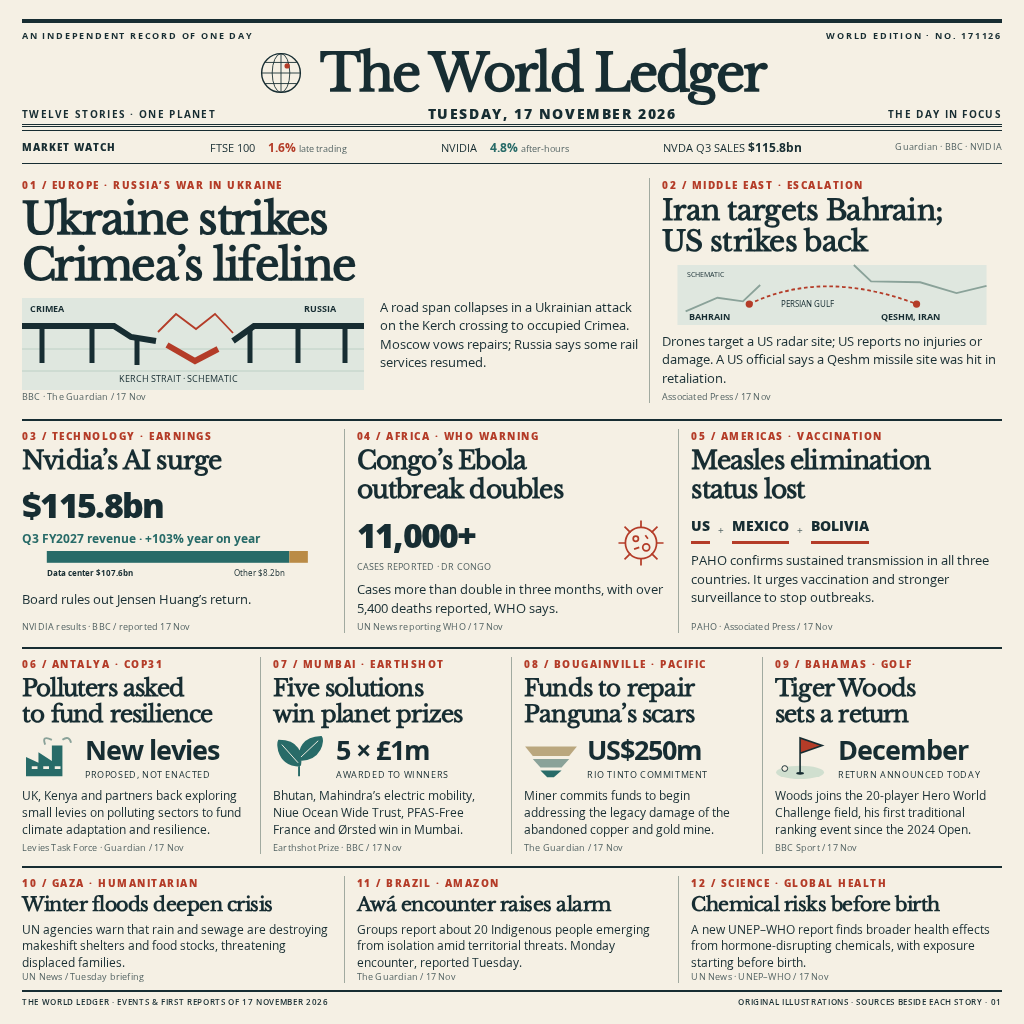 AN INDEPENDENT RECORD OF ONE DAY
WORLD EDITION · NO. 171126
The World Ledger
TWELVE STORIES · ONE PLANET
TUESDAY, 17 NOVEMBER 2026
THE DAY IN FOCUS
MARKET WATCH
FTSE 100 1.6% late trading
NVIDIA 4.8% after-hours
NVDA Q3 SALES $115.8bn
Guardian · BBC · NVIDIA
01 / EUROPE · RUSSIA’S WAR IN UKRAINE
Ukraine strikes
Crimea’s lifeline
CRIMEA
RUSSIA
KERCH STRAIT · SCHEMATIC
A road span collapses in a Ukrainian attack
on the Kerch crossing to occupied Crimea.
Moscow vows repairs; Russia says some rail
services resumed.
BBC · The Guardian / 17 Nov
02 / MIDDLE EAST · ESCALATION
Iran targets Bahrain;
US strikes back
SCHEMATIC
PERSIAN GULF
BAHRAIN
QESHM, IRAN
Drones target a US radar site; US reports no injuries or
damage. A US official says a Qeshm missile site was hit in
retaliation.
Associated Press / 17 Nov
03 / TECHNOLOGY · EARNINGS
Nvidia’s AI surge
$115.8bn
Q3 FY2027 revenue · +103% year on year
Data center $107.6bn
Other $8.2bn
Board rules out Jensen Huang’s return.
NVIDIA results · BBC / reported 17 Nov
04 / AFRICA · WHO WARNING
Congo’s Ebola
outbreak doubles
11,000+
CASES REPORTED · DR CONGO
Cases more than double in three months, with over
5,400 deaths reported, WHO says.
UN News reporting WHO / 17 Nov
05 / AMERICAS · VACCINATION
Measles elimination
status lost
US + MEXICO + BOLIVIA
PAHO confirms sustained transmission in all three
countries. It urges vaccination and stronger
surveillance to stop outbreaks.
PAHO · Associated Press / 17 Nov
06 / ANTALYA · COP31
Polluters asked
to fund resilience
New levies
PROPOSED, NOT ENACTED
UK, Kenya and partners back exploring
small levies on polluting sectors to fund
climate adaptation and resilience.
Levies Task Force · Guardian / 17 Nov
07 / MUMBAI · EARTHSHOT
Five solutions
win planet prizes
5 × £1m
AWARDED TO WINNERS
Bhutan, Mahindra’s electric mobility,
Niue Ocean Wide Trust, PFAS-Free
France and Ørsted win in Mumbai.
Earthshot Prize · BBC / 17 Nov
08 / BOUGAINVILLE · PACIFIC
Funds to repair
Panguna’s scars
US$250m
RIO TINTO COMMITMENT
Miner commits funds to begin
addressing the legacy damage of the
abandoned copper and gold mine.
The Guardian / 17 Nov
09 / BAHAMAS · GOLF
Tiger Woods
sets a return
December
RETURN ANNOUNCED TODAY
Woods joins the 20-player Hero World
Challenge field, his first traditional
ranking event since the 2024 Open.
BBC Sport / 17 Nov
10 / GAZA · HUMANITARIAN
Winter floods deepen crisis
UN agencies warn that rain and sewage are destroying
makeshift shelters and food stocks, threatening
displaced families.
UN News / Tuesday briefing
11 / BRAZIL · AMAZON
Awá encounter raises alarm
Groups report about 20 Indigenous people emerging
from isolation amid territorial threats. Monday
encounter, reported Tuesday.
The Guardian / 17 Nov
12 / SCIENCE · GLOBAL HEALTH
Chemical risks before birth
A new UNEP–WHO report finds broader health effects
from hormone-disrupting chemicals, with exposure
starting before birth.
UN News · UNEP–WHO / 17 Nov
THE WORLD LEDGER · EVENTS & FIRST REPORTS OF 17 NOVEMBER 2026
ORIGINAL ILLUSTRATIONS · SOURCES BESIDE EACH STORY · 01